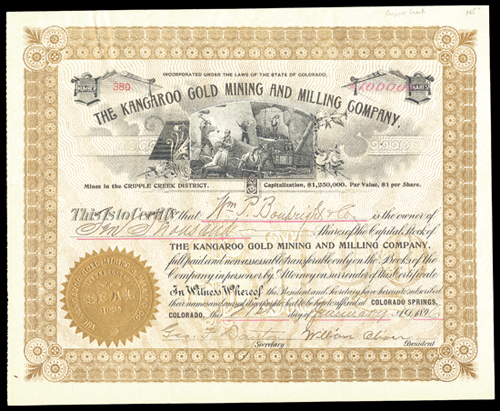 NUMBER
389
INCORPORATED UNDER THE LAWS OF THE STATE OF COLORADO.
10000
SHARES
THE KANGAROO GOLD MINING AND MILLING COMPANY.
Mines in the CRIPPLE CREEK DISTRICT.
Capitalization, $1,250,000. Par Value, $1 per Share.
This Is to Certify that Wm P. & Co is the owner of
Ten Thousand Shares of the Capital Stock of
THE KANGAROO GOLD MINING AND MILLING COMPANY,
full paid and non assessable transferable only on the Books of the
Company in person or by Attorney on surrender of this Certificate
In Witness Whereof the President and Secretary have hereunto subscribed
their names and caused the corporate Seal to be hereto affixed at COLORADO SPRINGS,
COLORADO, this day of January 189
Geo.
William
Secretary
President